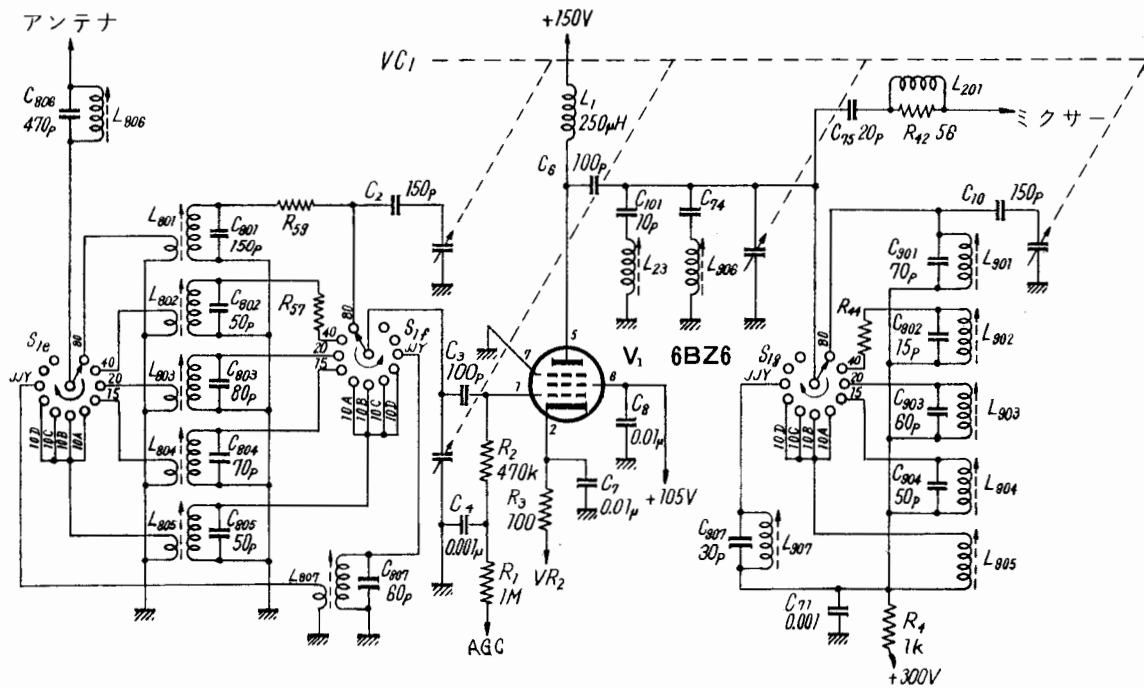 アンテナ
+150V
VC1
C806
470p
L806
L1
250μH
L201
C75 20p
R42 56
ミクサー
C6
100p
C2
150p
C101
10p
C74
L23
L906
C10
150p
L801
C801
150p
R59
C901
70p
L901
L802
C802
50p
R57
R44
C802
15p
L902
S1e
80
40
20
15
JJY
10D
10C
10B
10A
S1f
80
40
20
15
JJY
10A
10B
10C
10D
S1g
80
40
20
15
JJY
10D
10C
10B
10A
L803
C803
80p
C3
100p
V1 6BZ6
5
7
1
6
2
C903
60p
L903
L804
C804
70p
R2
470k
C8
0.01μ
+105V
C904
50p
L904
L805
C805
50p
C4
0.001μ
R3
100
C7
0.01μ
VR2
C907
30p
L907
L905
L807
C807
60p
R1
1M
AGC
C71
0.001
R4
1k
+300V